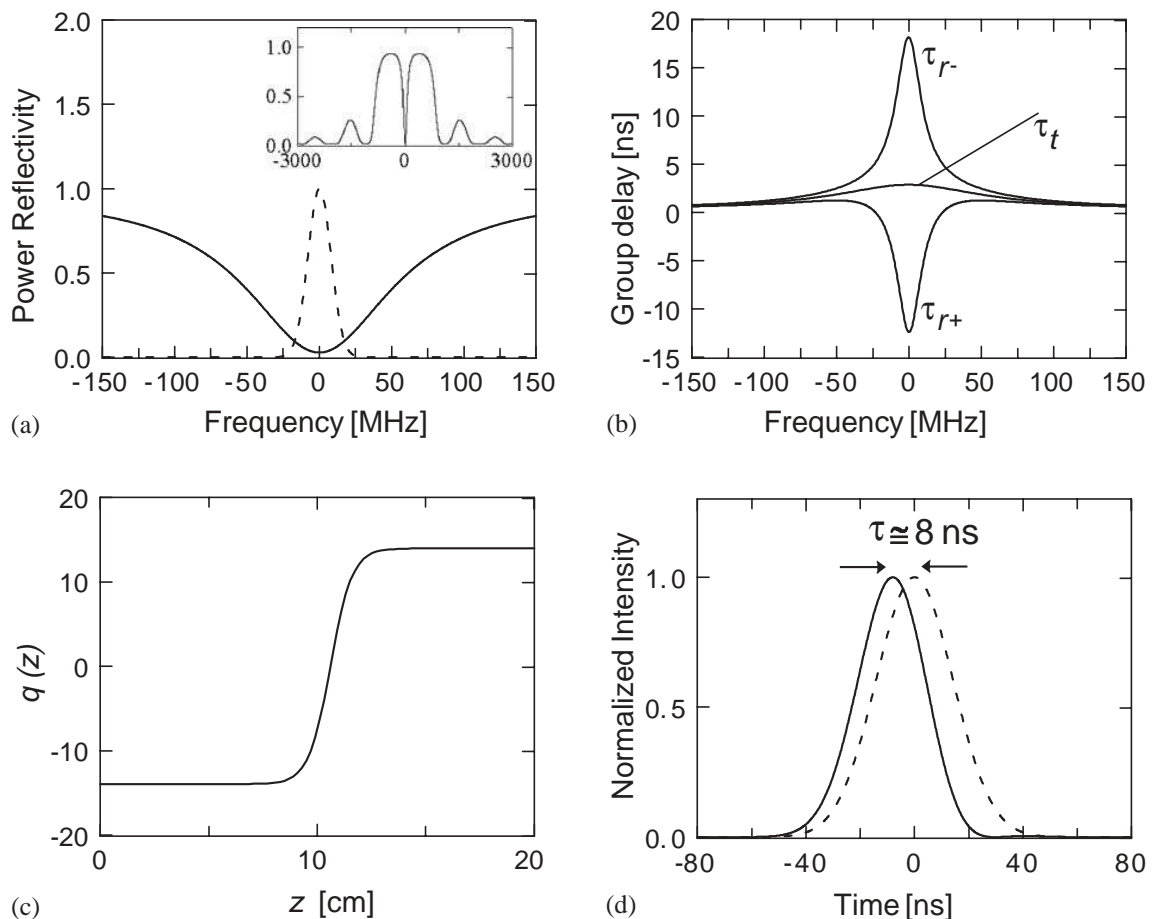 2.0
1.5
1.0
0.5
0.0
Power Reflectivity
1.0
0.5
0.0
-3000 0 3000
-150 -100 -50 0 50 100 150
(a) Frequency [MHz]
20
15
10
5
0
-5
-10
-15
Group delay [ns]
τr-
τt
τr+
-150 -100 -50 0 50 100 150
(b) Frequency [MHz]
20
10
0
-10
-20
q (z)
0 10 20
(c) z [cm]
τ≅8 ns
1.0
0.5
0.0
Normalized Intensity
-80 -40 0 40 80
(d) Time [ns]